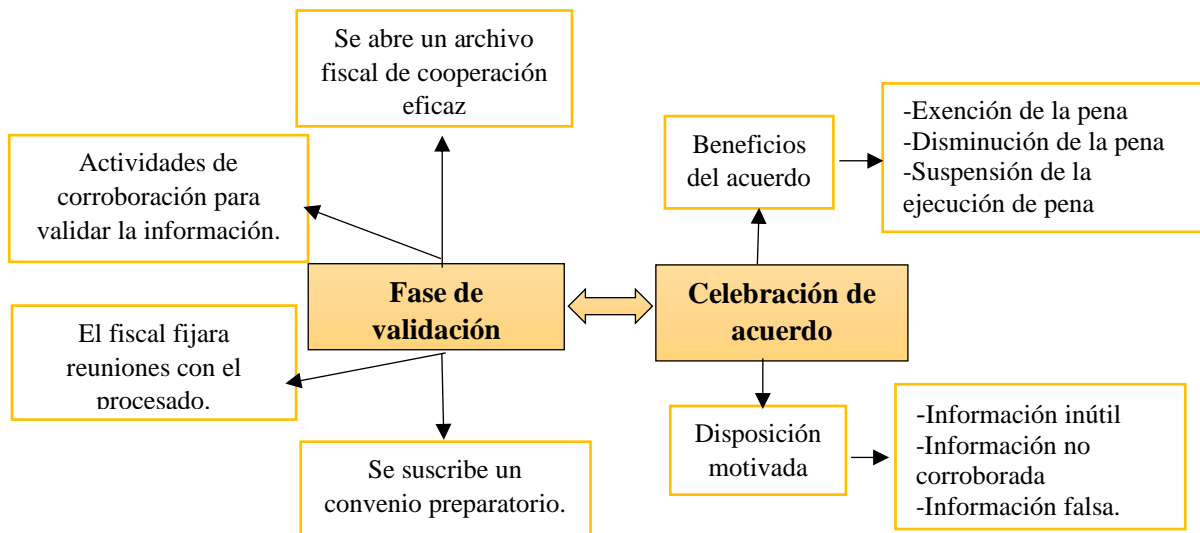 Se abre un archivo
fiscal de cooperación
eficaz
Actividades de
corroboración para
validar la información.
Fase de
validación
El fiscal fijara
reuniones con el
procesado.
Se suscribe un
convenio preparatorio.
Beneficios
del acuerdo
-Exención de la pena
-Disminución de la pena
-Suspensión de la
ejecución de pena
Celebración de
acuerdo
Disposición
motivada
-Información inútil
-Información no
corroborada
-Información falsa.